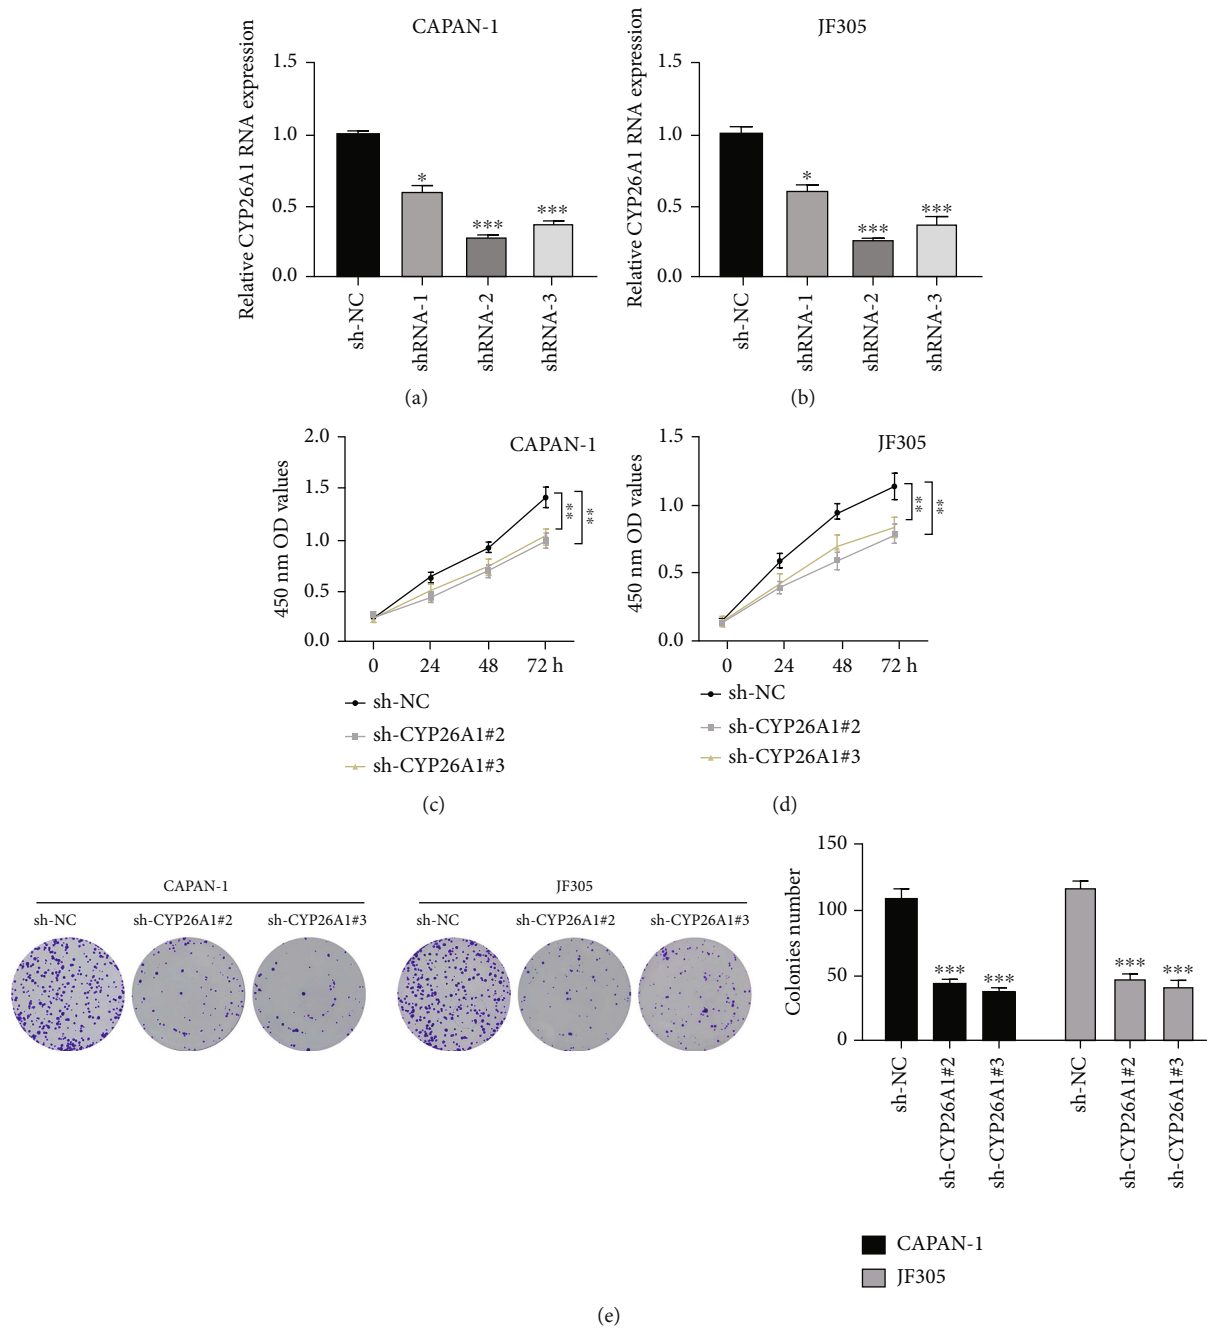 CAPAN-1
Relative CYP26A1 RNA expression
1.5
1.0
0.5
0.0
*
***
***
sh-NC
shRNA-1
shRNA-2
shRNA-3
(a)
JF305
Relative CYP26A1 RNA expression
1.5
1.0
0.5
0.0
*
***
***
sh-NC
shRNA-1
shRNA-2
shRNA-3
(b)
CAPAN-1
450 nm OD values
2.0
1.5
1.0
0.5
0.0
**
**
0 24 48 72 h
sh-NC
sh-CYP26A1#2
sh-CYP26A1#3
(c)
JF305
450 nm OD values
1.5
1.0
0.5
0.0
**
**
0 24 48 72 h
sh-NC
sh-CYP26A1#2
sh-CYP26A1#3
(d)
CAPAN-1
sh-NC sh-CYP26A1#2 sh-CYP26A1#3
JF305
sh-NC sh-CYP26A1#2 sh-CYP26A1#3
Colonies number
150
100
50
0
***
***
***
***
sh-NC
sh-CYP26A1#2
sh-CYP26A1#3
sh-NC
sh-CYP26A1#2
sh-CYP26A1#3
CAPAN-1
JF305
(e)